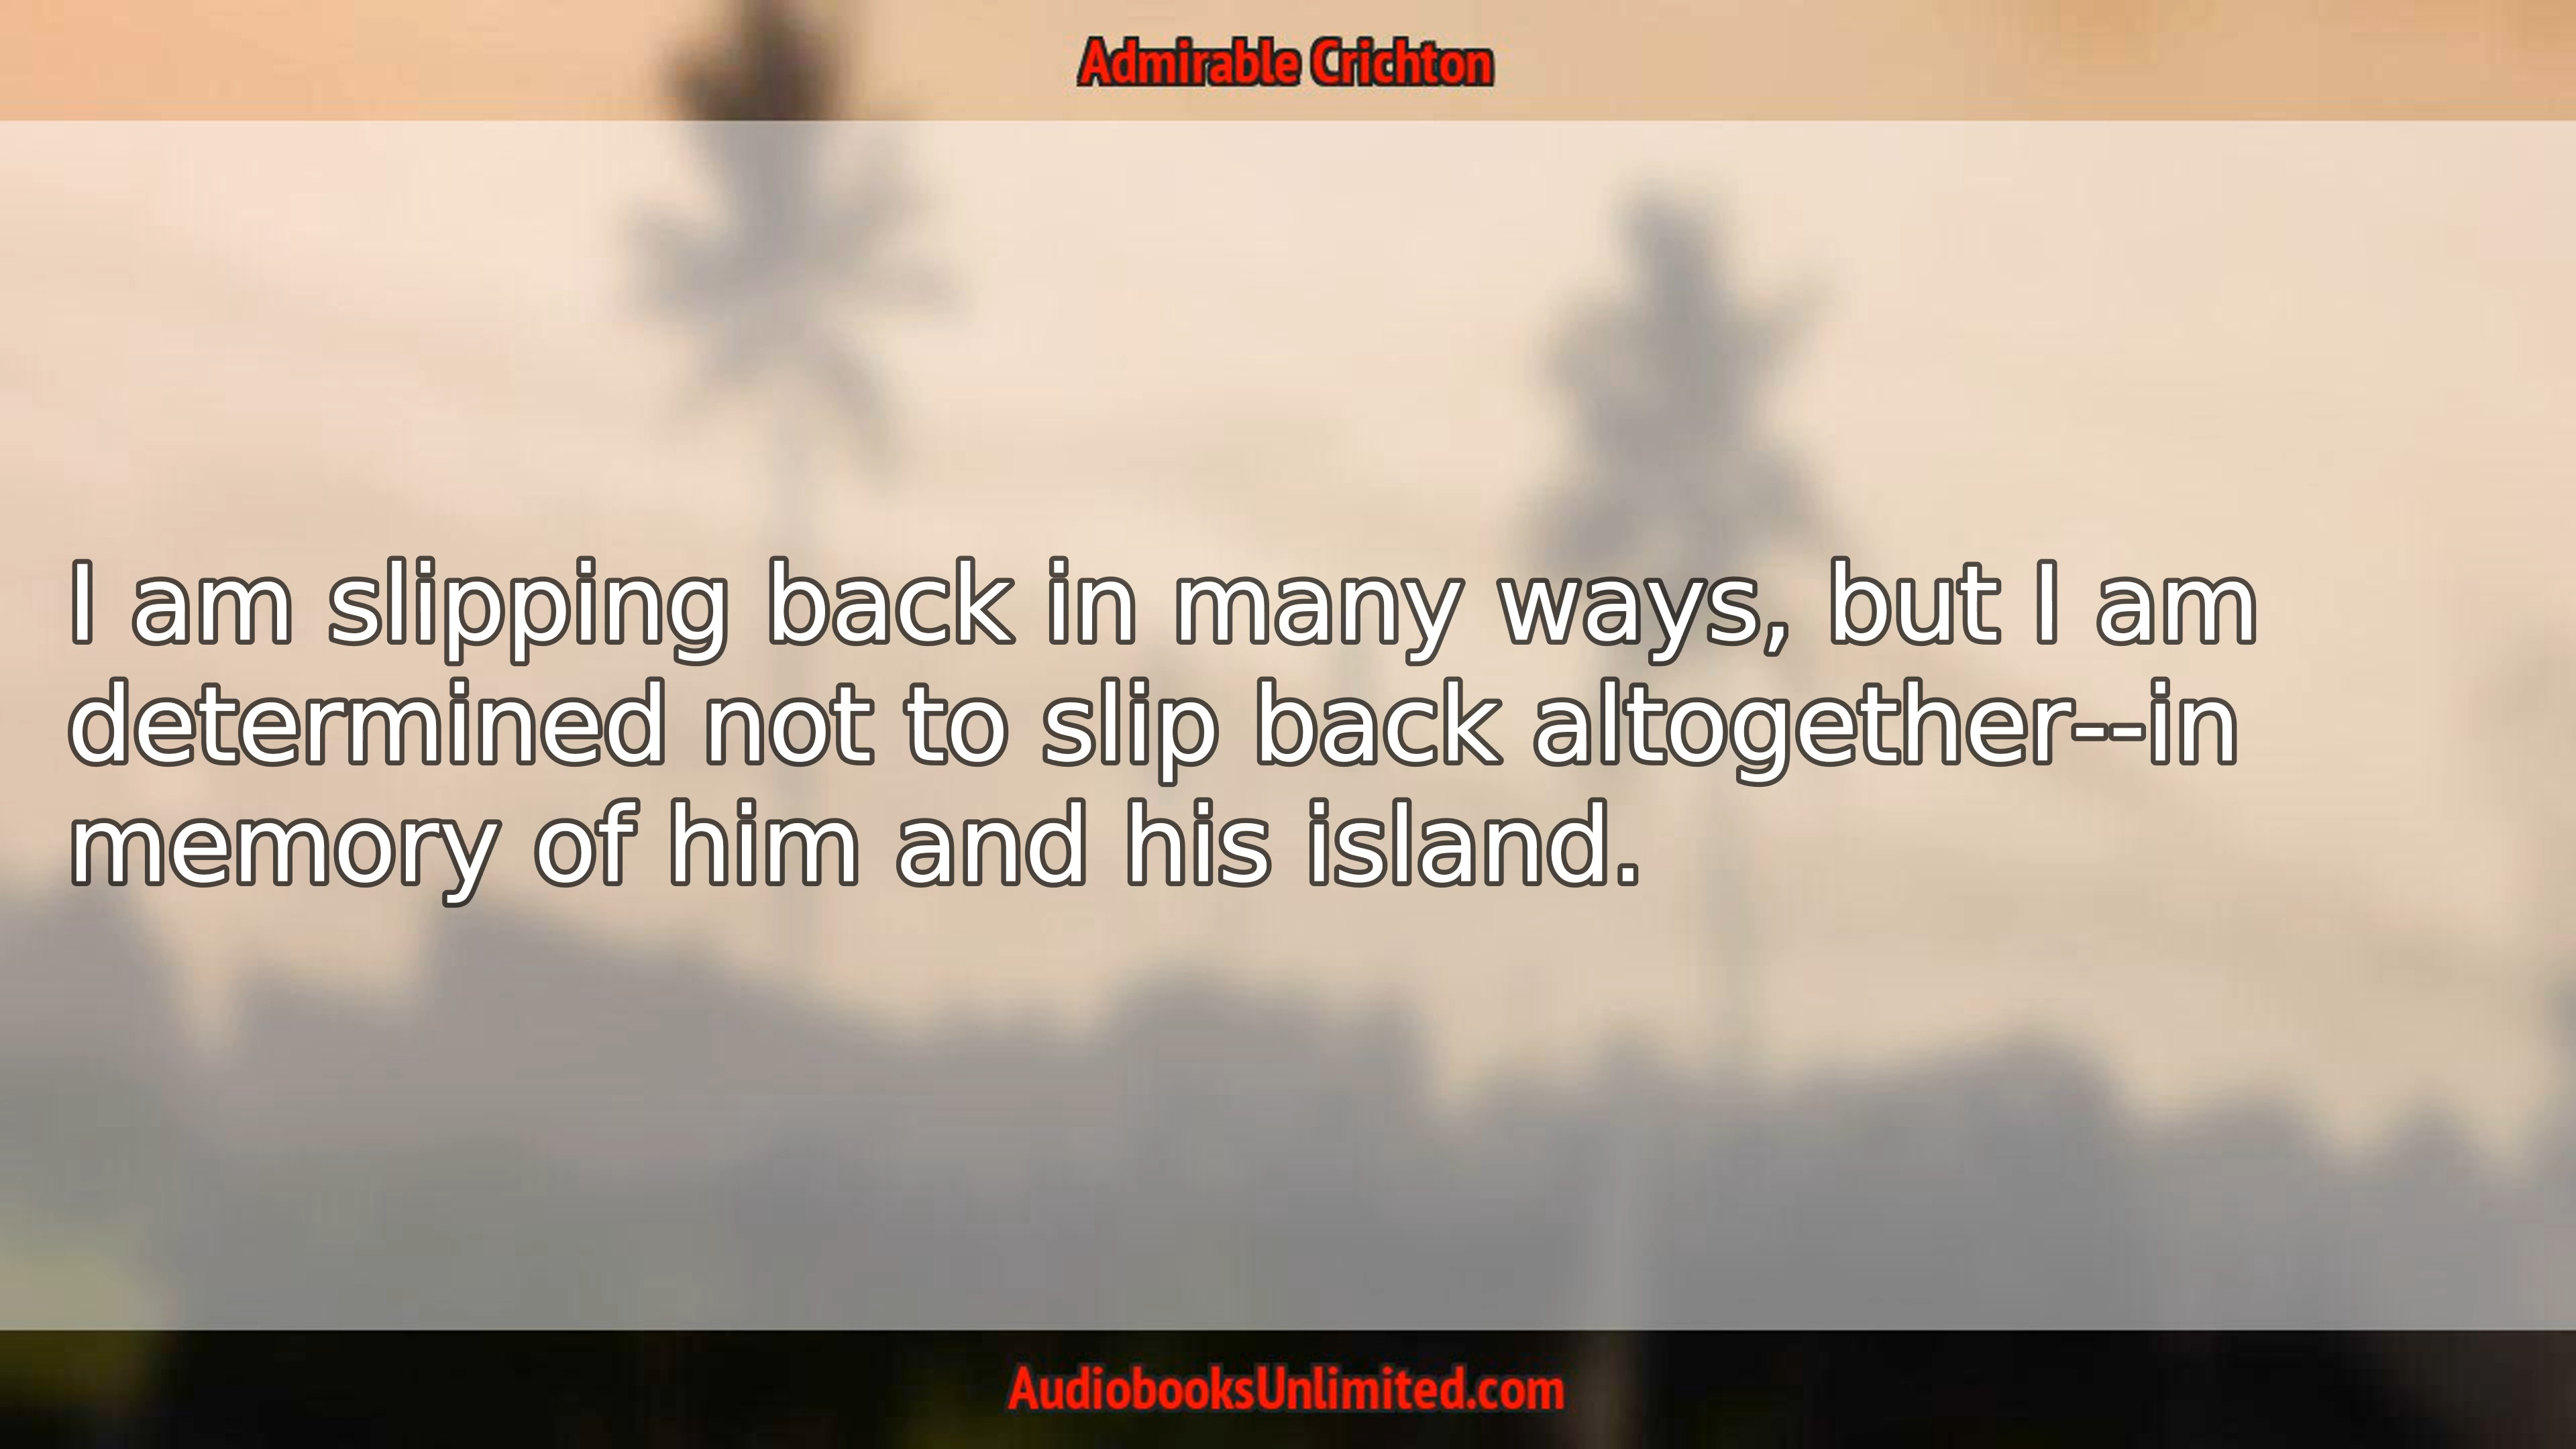 Admirable Crichton
I am slipping back in many ways, but I am
determined not to slip back altogether--in
memory of him and his island.
AudiobooksUnlimited.com